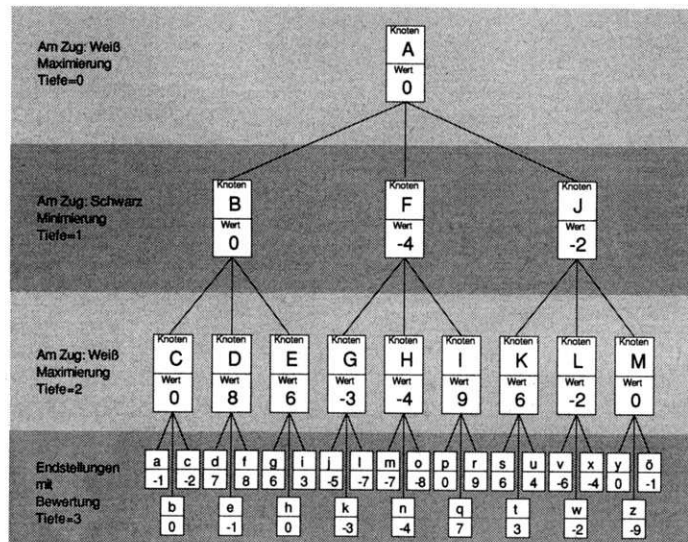 Am Zug: Weiß
Maximierung
Tiefe=0
Knoten
A
Wert
0
Am Zug: Schwarz
Minimierung
Tiefe=1
Knoten Knoten Knoten
B F J
Wert Wert Wert
0 -4 -2
Am Zug: Weiß
Maximierung
Tiefe=2
Knoten Knoten Knoten Knoten Knoten Knoten Knoten Knoten Knoten
C D E G H I K L M
Wert Wert Wert Wert Wert Wert Wert Wert Wert
0 8 6 -3 -4 9 6 -2 0
Endstellungen
mit
Bewertung
Tiefe=3
a c d f g i j l m o p r s u v x y ö
-1 -2 7 8 6 3 -5 -7 -7 -8 0 9 6 4 -6 -4 0 -1
b e h k n q t w z
0 -1 0 -3 -4 7 3 -2 -9